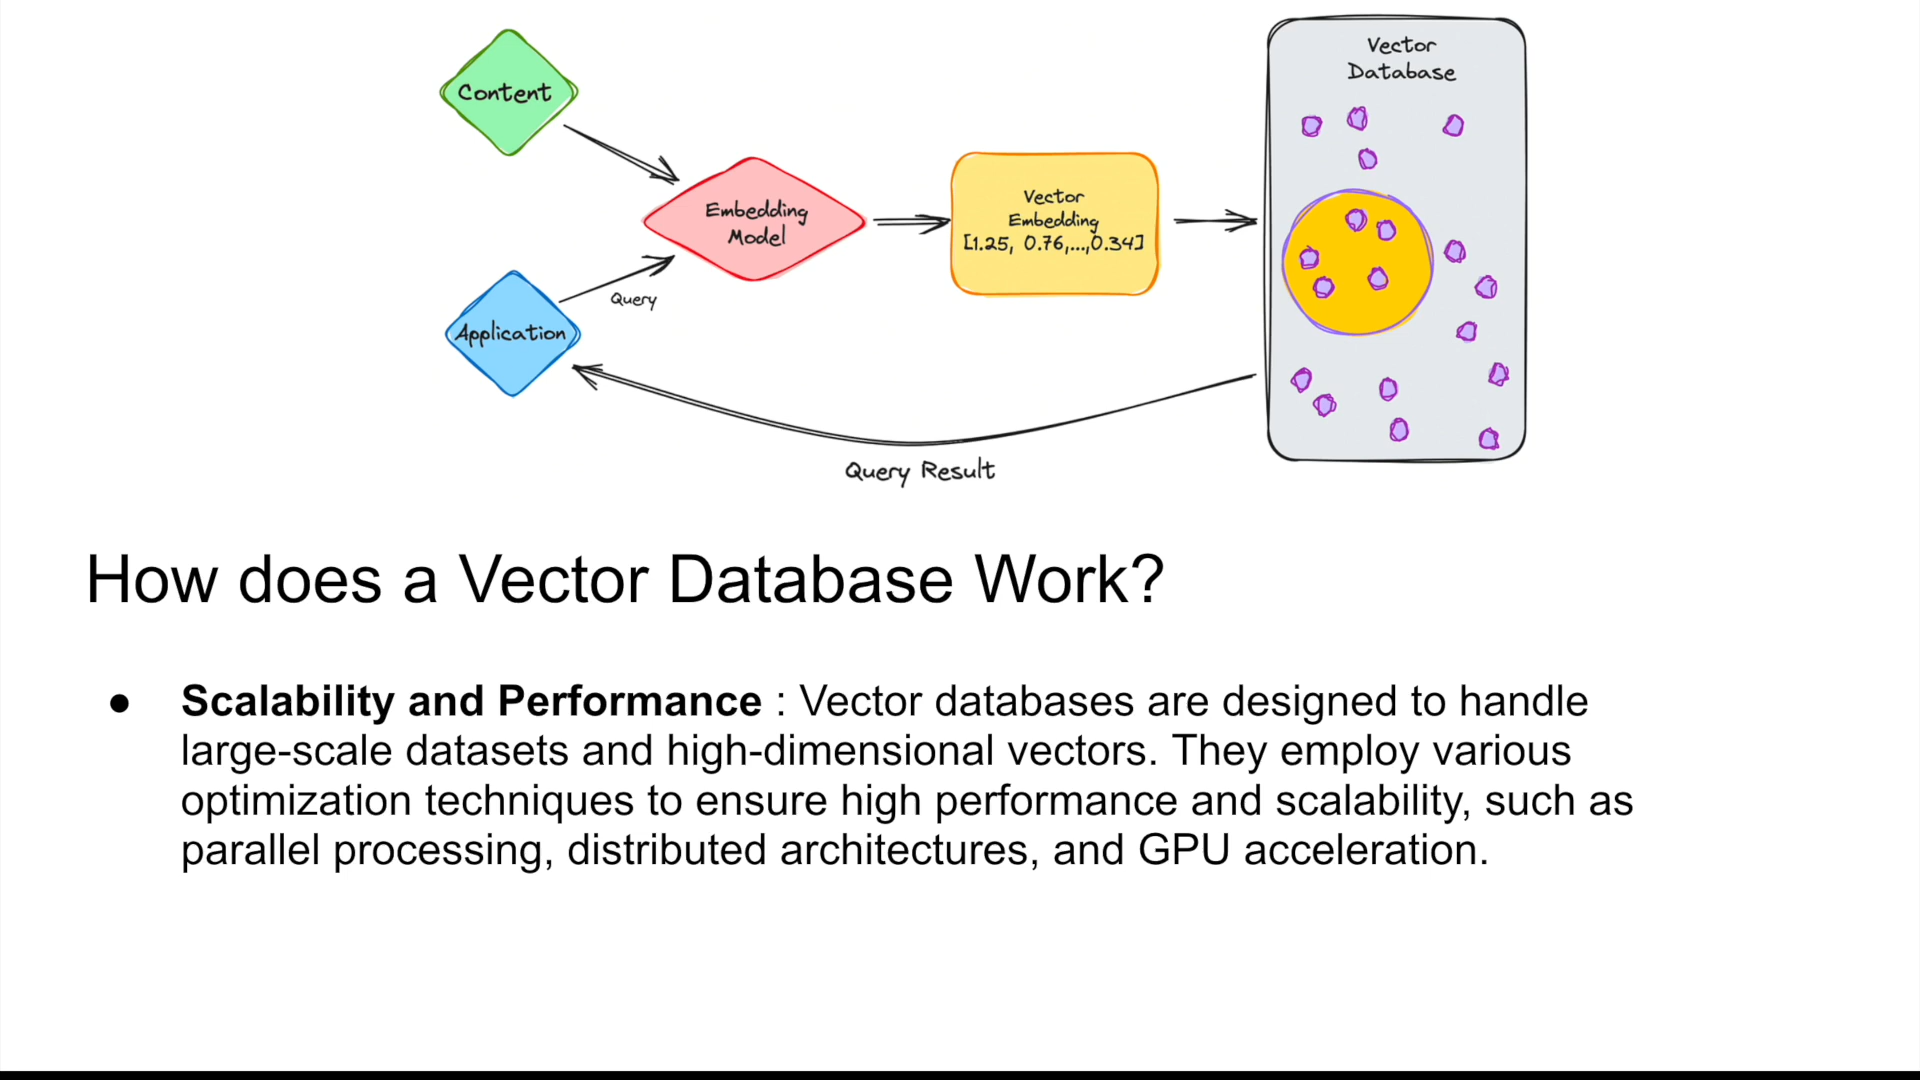 Content
Vector
Database
Embedding
Model
Vector
Embedding
[1.25, 0.76,...,0.34]
Query
Application
Query Result
How does a Vector Database Work?
● Scalability and Performance : Vector databases are designed to handle
large-scale datasets and high-dimensional vectors. They employ various
optimization techniques to ensure high performance and scalability, such as
parallel processing, distributed architectures, and GPU acceleration.